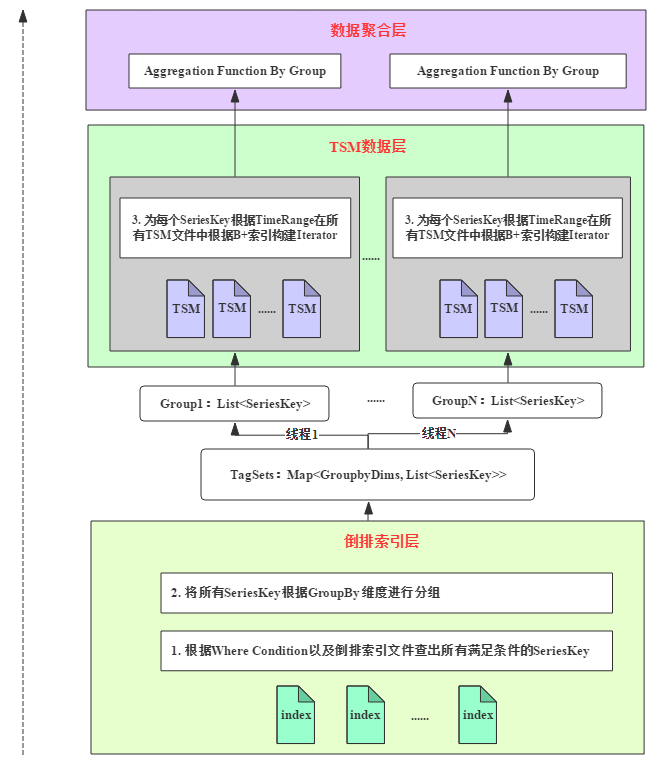 数据聚合层
Aggregation Function By Group
Aggregation Function By Group
TSM数据层
3. 为每个SeriesKey根据TimeRange在所
有TSM文件中根据B+索引构建Iterator
3. 为每个SeriesKey根据TimeRange在所
有TSM文件中根据B+索引构建Iterator
......
TSM
TSM
......
TSM
TSM
TSM
......
TSM
Group1：List<SeriesKey>
......
GroupN：List<SeriesKey>
线程1
线程N
TagSets：Map<GroupbyDims, List<SeriesKey>>
倒排索引层
2. 将所有SeriesKey根据GroupBy 维度进行分组
1. 根据Where Condition以及倒排索引文件查出所有满足条件的SeriesKey
index
index
......
index